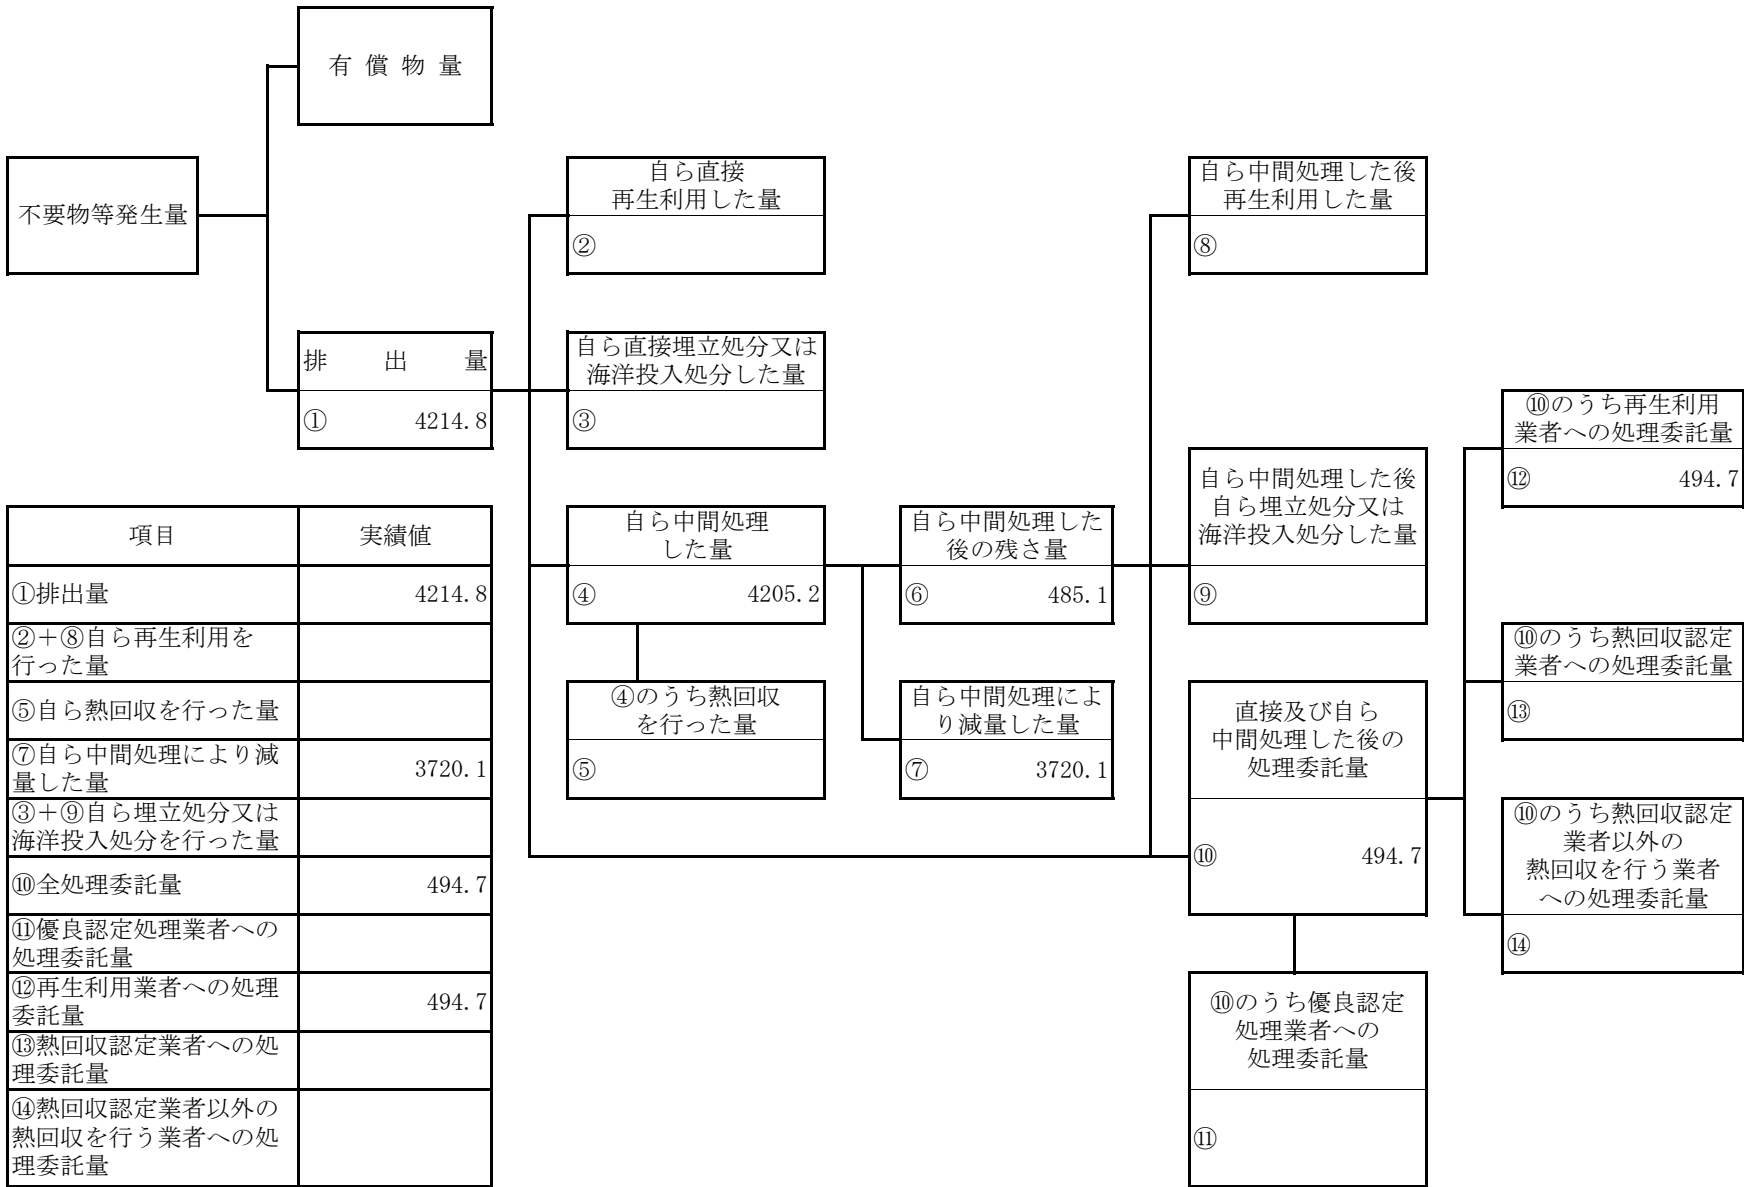 有 償 物 量
不要物等発生量
自ら直接
再生利用した量
②
自ら中間処理した後
再生利用した量
⑧
排 出 量
① 4214.8
自ら直接埋立処分又は
海洋投入処分した量
③
⑩のうち再生利用
業者への処理委託量
⑫ 494.7
自ら中間処理した後
自ら埋立処分又は
海洋投入処分した量
⑨
自ら中間処理
した量
④ 4205.2
自ら中間処理した
後の残さ量
⑥ 485.1
④のうち熱回収
を行った量
⑤
自ら中間処理によ
り減量した量
⑦ 3720.1
⑩のうち熱回収認定
業者への処理委託量
⑬
直接及び自ら
中間処理した後の
処理委託量
⑩ 494.7
⑩のうち熱回収認定
業者以外の
熱回収を行う業者
への処理委託量
⑭
⑩のうち優良認定
処理業者への
処理委託量
⑪
項目 実績値
①排出量 4214.8
②＋⑧自ら再生利用を
行った量
⑤自ら熱回収を行った量
⑦自ら中間処理により減
量した量 3720.1
③＋⑨自ら埋立処分又は
海洋投入処分を行った量
⑩全処理委託量 494.7
⑪優良認定処理業者への
処理委託量
⑫再生利用業者への処理
委託量 494.7
⑬熱回収認定業者への処
理委託量
⑭熱回収認定業者以外の
熱回収を行う業者への処
理委託量